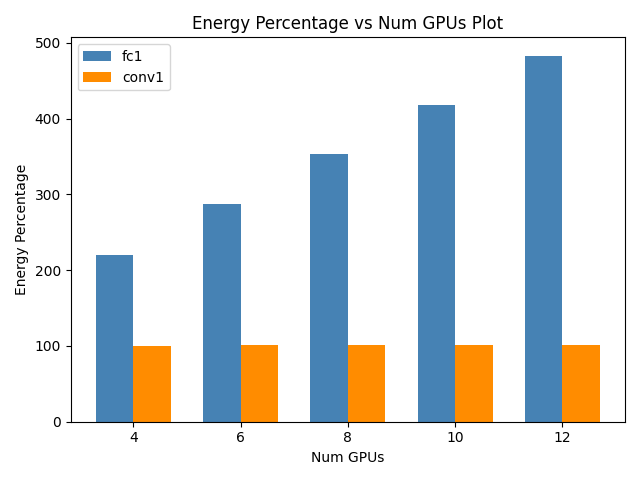 Energy Percentage vs Num GPUs Plot
fc1
conv1
Energy Percentage
500
400
300
200
100
0
4 6 8 10 12
Num GPUs